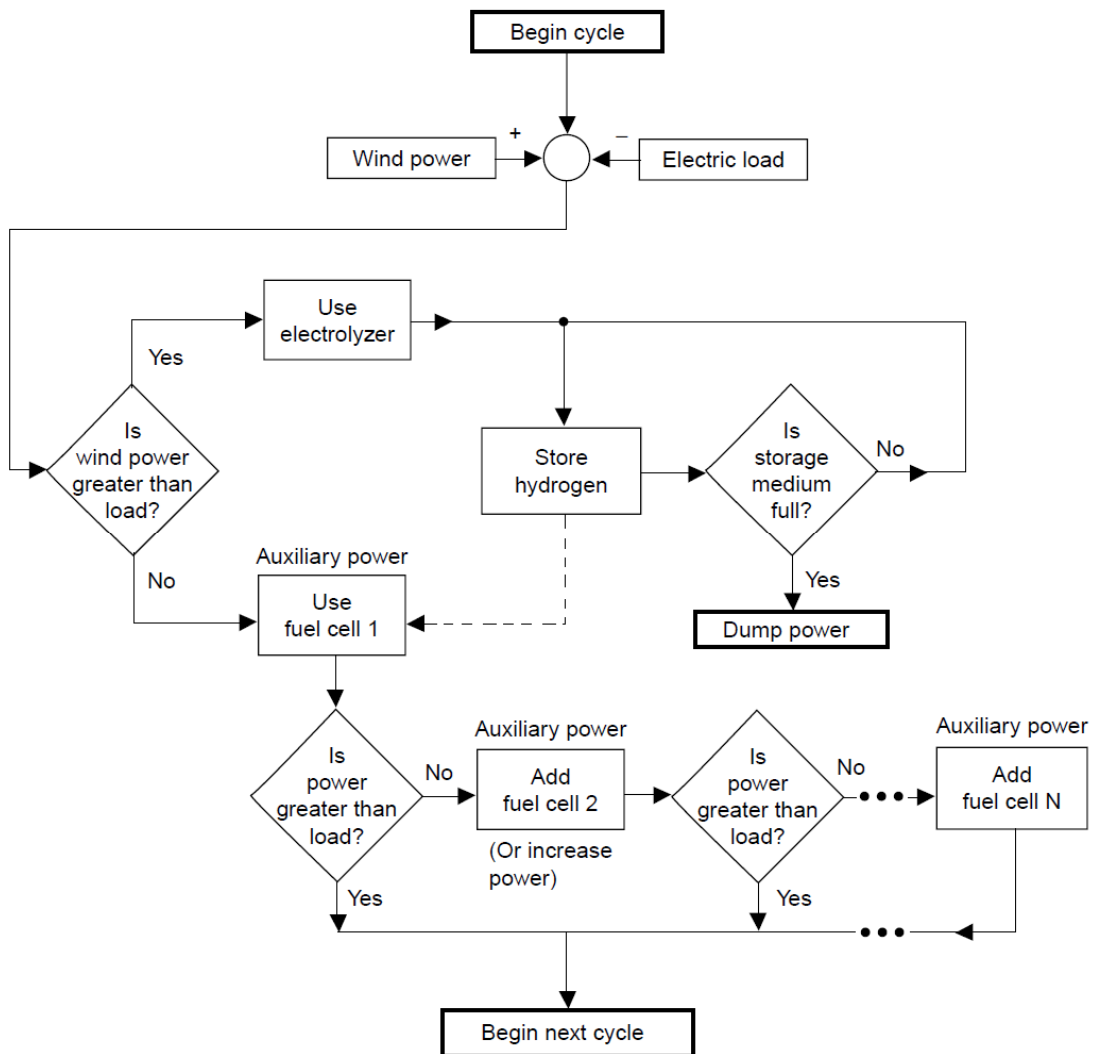 Begin cycle
+
–
Wind power
Electric load
Use
electrolyzer
Yes
Is
wind power
greater than
load?
Store
hydrogen
Is
storage
medium
full?
No
No
Auxiliary power
Use
fuel cell 1
Yes
Dump power
Is
power
greater than
load?
No
Auxiliary power
Add
fuel cell 2
(Or increase
power)
Is
power
greater than
load?
No
Auxiliary power
Add
fuel cell N
Yes
Yes
Begin next cycle